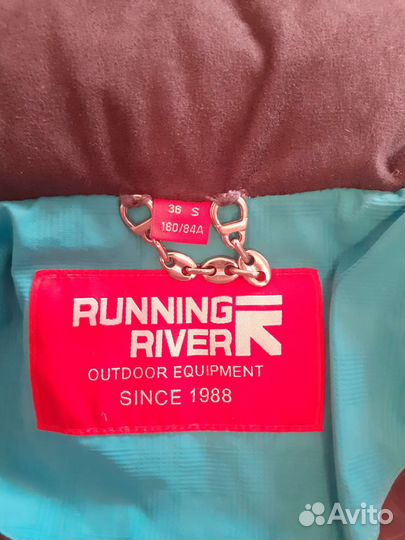 36 S
160/84A
RUNNING
RIVER
OUTDOOR EQUIPMENT
SINCE 1988
Avito